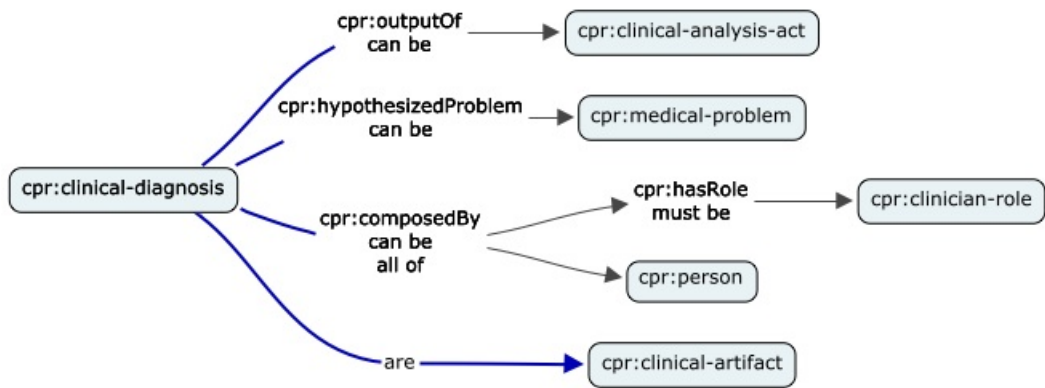 cpr:outputOf
can be
cpr:clinical-analysis-act
cpr:hypothesizedProblem
can be
cpr:medical-problem
cpr:clinical-diagnosis
cpr:composedBy
can be
all of
cpr:hasRole
must be
cpr:clinician-role
cpr:person
are
cpr:clinical-artifact